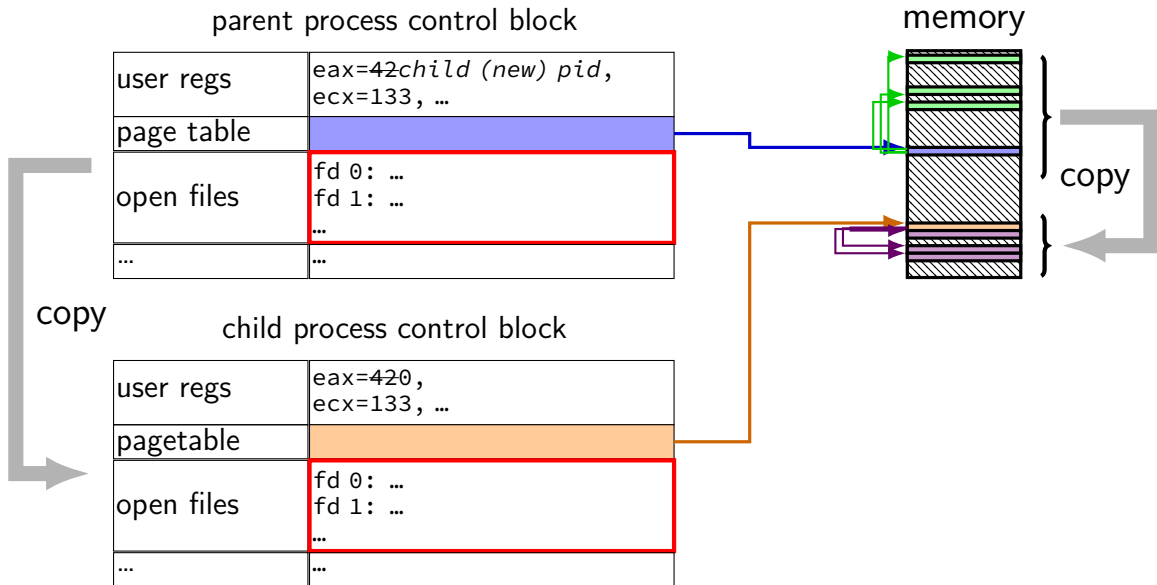 parent process control block
memory
user regs
eax=42child (new) pid,
ecx=133, …
page table
open files
fd 0: …
fd 1: …
…
…
…
copy
copy
child process control block
user regs
eax=420,
ecx=133, …
pagetable
open files
fd 0: …
fd 1: …
…
…
…